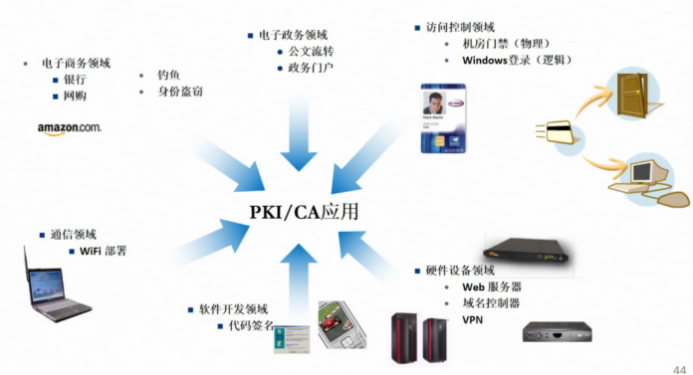 电子商务领域
银行
网购
钓鱼
身份盗窃
amazon.com.
电子政务领域
公文流转
政务门户
访问控制领域
机房门禁（物理）
Windows登录（逻辑）
PKI/CA应用
通信领域
WiFi 部署
软件开发领域
代码签名
硬件设备领域
Web 服务器
域名控制器
VPN
44